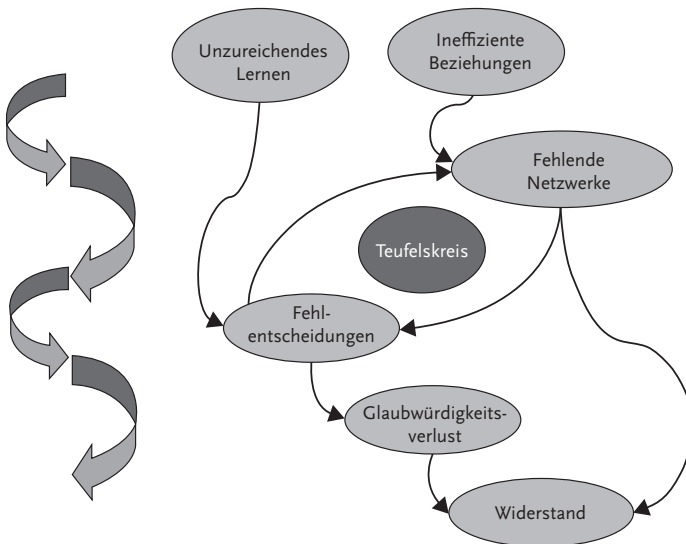 Unzureichendes
Lernen
Ineffiziente
Beziehungen
Fehlende
Netzwerke
Teufelskreis
Fehl-
entscheidungen
Glaubwürdigkeits-
verlust
Widerstand